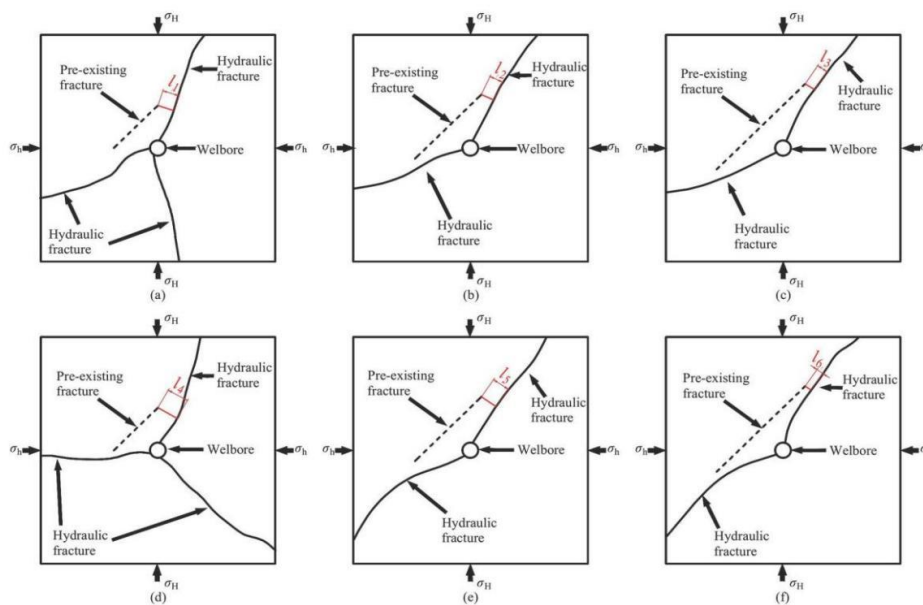 σH
Hydraulic
fracture
Pre-existing
fracture
l1
σh
Welbore
σh
Hydraulic
fracture
σH
(a)
σH
Hydraulic
fracture
Pre-existing
fracture
l2
Welbore
σh
Hydraulic
fracture
σH
(b)
σH
Hydraulic
fracture
Pre-existing
fracture
l3
σh
Welbore
Hydraulic
fracture
σH
(c)
σH
Hydraulic
fracture
Pre-existing
fracture
l4
σh
Welbore
σh
Hydraulic
fracture
σH
(d)
σH
Pre-existing
fracture
l5
Hydraulic
fracture
Welbore
σh
Hydraulic
fracture
σH
(e)
σH
Pre-existing
fracture
l6
Hydraulic
fracture
σh
Welbore
Hydraulic
fracture
σH
(f)